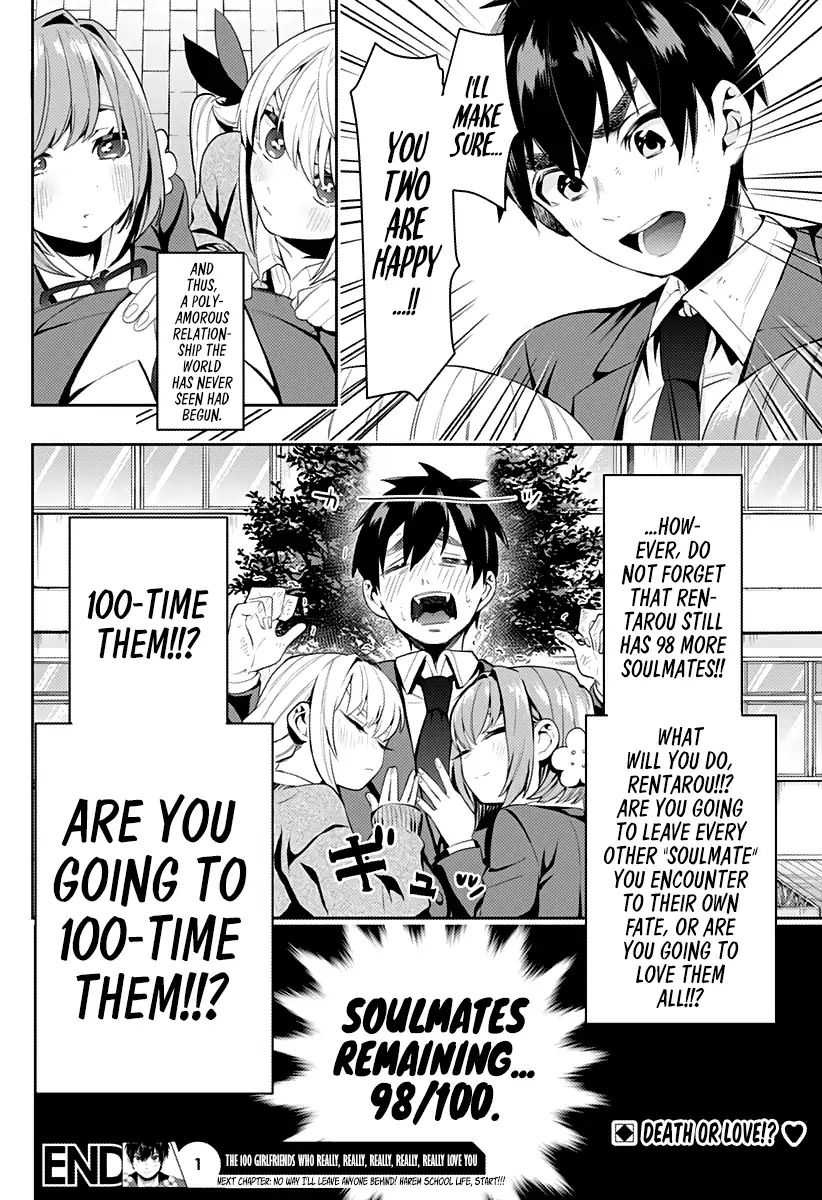 I'LL
MAKE
SURE...
YOU
TWO
ARE
HAPPY
...!!
AND
THUS,
A POLY-
AMOROUS
RELATION-
SHIP THE
WORLD
HAS NEVER
SEEN HAD
BEGUN.
...HOW-
EVER, DO
NOT FORGET
THAT REN-
TAROU STILL
HAS 98 MORE
SOULMATES!!
WHAT
WILL YOU DO,
RENTAROU!!?
ARE YOU GOING
TO LEAVE EVERY
OTHER "SOULMATE"
YOU ENCOUNTER
TO THEIR OWN
FATE, OR ARE
YOU GOING TO
LOVE THEM
ALL!!?
100-TIME
THEM!!?
ARE YOU
GOING TO
100-TIME
THEM!!?
ギュ
SOULMATES
REMAINING...
98/100.
DEATH OR LOVE!? ♥
END
1
THE 100 GIRLFRIENDS WHO REALLY, REALLY, REALLY, REALLY, REALLY LOVE YOU
NEXT CHAPTER: NO WAY I'LL LEAVE ANYONE BEHIND! HAREM SCHOOL LIFE, START!!!